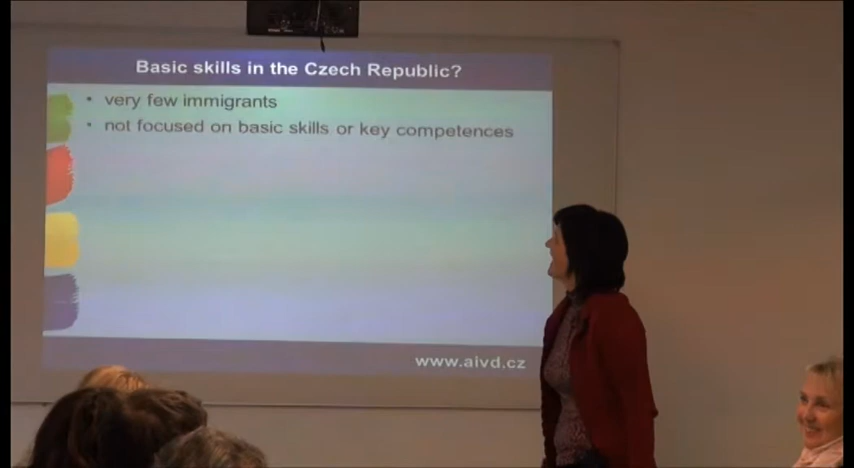 Basic skills in the Czech Republic?
• very few immigrants
• not focused on basic skills or key competences
www.aivd.cz